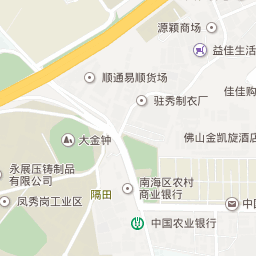 源颖商场
益佳生活
顺通易顺货场
佳佳购
驻秀制衣厂
大金钟
佛山金凯旋酒店
永展压铸制品
有限公司
隔田
南海区农村
商业银行
凤秀岗工业区
中国
中国农业银行